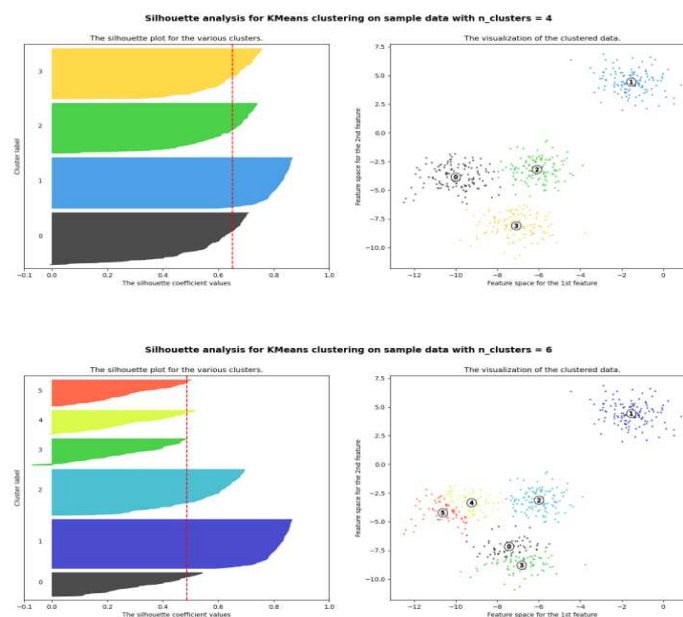 Silhouette analysis for KMeans clustering on sample data with n_clusters = 4
The silhouette plot for the various clusters.
Cluster label
3
2
1
0
−0.1 0.0 0.2 0.4 0.6 0.8 1.0
The silhouette coefficient values
The visualization of the clustered data.
Feature space for the 2nd feature
7.5
5.0
2.5
0.0
−2.5
−5.0
−7.5
−10.0
1
2
0
3
−12 −10 −8 −6 −4 −2 0
Feature space for the 1st feature
Silhouette analysis for KMeans clustering on sample data with n_clusters = 6
The silhouette plot for the various clusters.
Cluster label
5
4
3
2
1
0
−0.1 0.0 0.2 0.4 0.6 0.8 1.0
The silhouette coefficient values
The visualization of the clustered data.
Feature space for the 2nd feature
7.5
5.0
2.5
0.0
−2.5
−5.0
−7.5
−10.0
1
2
4
5
0
3
−12 −10 −8 −6 −4 −2 0
Feature space for the 1st feature